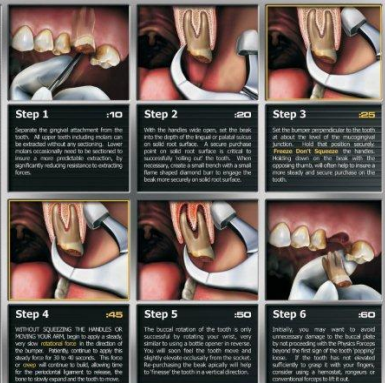 Step 1 :10
Separate the gingival attachment from the
tooth. All upper teeth including molars can
be extracted without any sectioning. Lower
molars occasionally need to be sectioned to
insure a more predictable extraction, by
significantly reducing resistance to extracting
forces.
Step 2 :20
With the handles wide open, set the beak
into the depth of the lingual or palatal sulcus
on solid root surface. A secure purchase
point on solid root surface is critical to
successfully 'rolling out' the tooth. When
necessary, create a small trench with a small
flame shaped diamond burr to engage the
beak more securely on solid root surface.
Step 3 :25
Set the bumper perpendicular to the tooth
at about the level of the mucogingival
junction. Hold that position securely.
Freeze Don't Squeeze the handles.
Holding down on the beak with the
opposing thumb, will often help to insure a
more steady and secure purchase on the
tooth.
Step 4 :45
WITHOUT SQUEEZING THE HANDLES OR
MOVING YOUR ARM, begin to apply a steady,
very slow rotational force in the direction of
the bumper. Patiently, continue to apply this
steady force for 30 to 40 seconds. This force
or creep will continue to build, allowing time
for the periodontal ligament to release, the
bone to slowly expand and the tooth to move.
Step 5 :50
The buccal rotation of the tooth is only
successful by rotating your wrist, very
similar to using a bottle opener in reverse.
You will soon feel the tooth move and
slightly elevate occlusally from the socket.
Re-purchasing the beak apically will help
to 'finesse' the tooth in a vertical direction.
Step 6 :60
Initially, you may want to avoid
unnecessary damage to the buccal plate
by not proceeding with the Physics Forceps
beyond the first sign of the tooth 'popping'
loose. If the tooth has not elevated
sufficiently to grasp it with your fingers,
consider using a hemostat, rongeurs or
conventional forceps to lift it out.